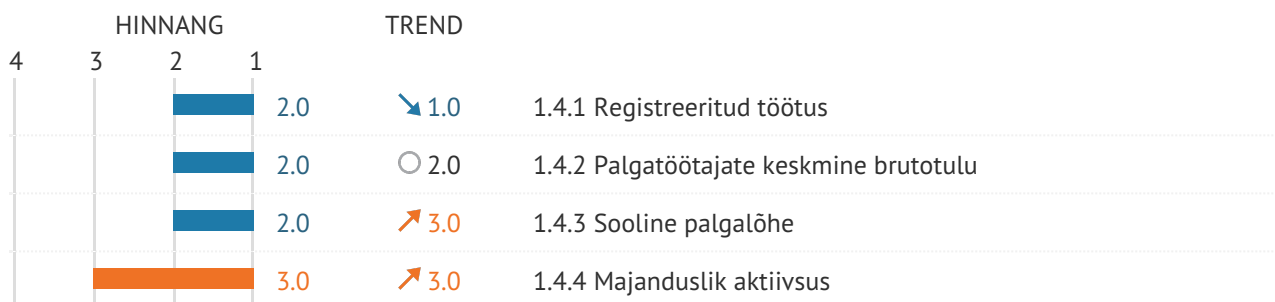 HINNANG TREND
4 3 2 1
2.0 1.0 1.4.1 Registreeritud töötus
2.0 2.0 1.4.2 Palgatöötajate keskmine brutotulu
2.0 3.0 1.4.3 Sooline palgalõhe
3.0 3.0 1.4.4 Majanduslik aktiivsus